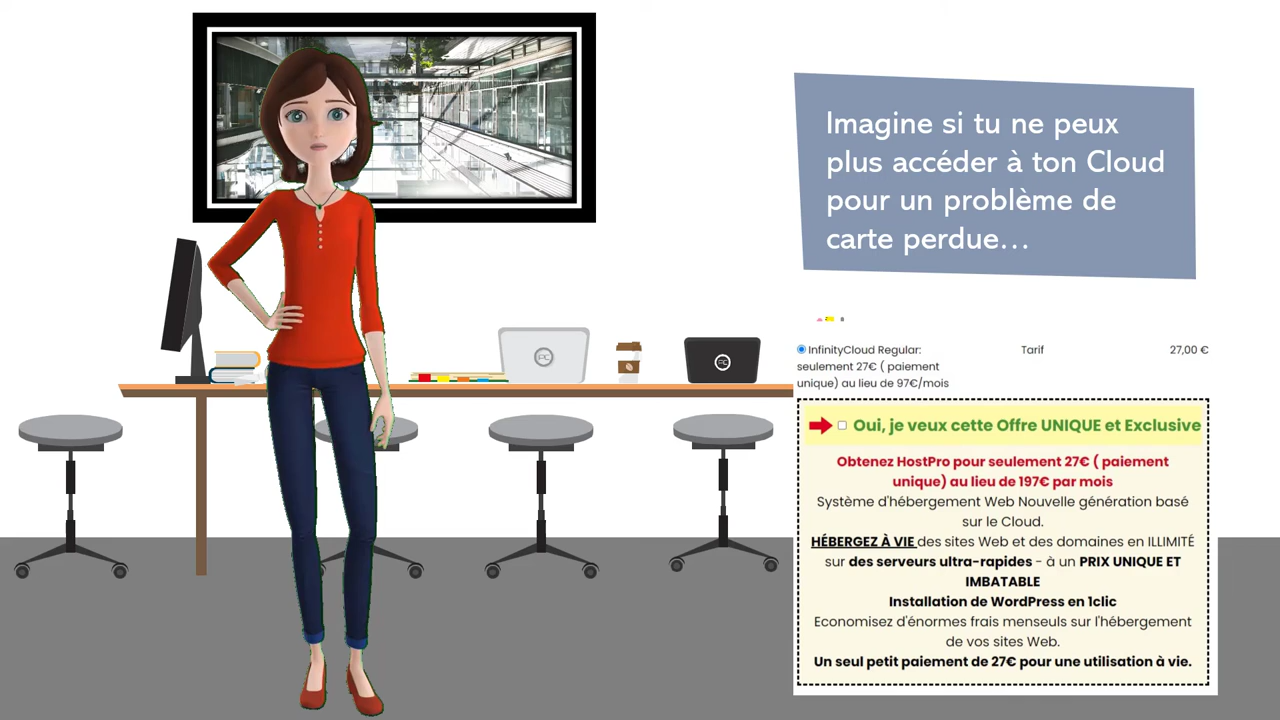 Imagine si tu ne peux
plus accéder à ton Cloud
pour un problème de
carte perdue...
InfinityCloud Regular: Tarif 27,00 €
seulement 27€ ( paiement
unique) au lieu de 97€/mois
Oui, je veux cette Offre UNIQUE et Exclusive
Obtenez HostPro pour seulement 27€ ( paiement
unique) au lieu de 197€ par mois
Système d'hébergement Web Nouvelle génération basé
sur le Cloud.
HÉBERGEZ À VIE des sites Web et des domaines en ILLIMITÉ
sur des serveurs ultra-rapides - à un PRIX UNIQUE ET
IMBATABLE
Installation de WordPress en 1clic
Economisez d'énormes frais menseuls sur l'hébergement
de vos sites Web.
Un seul petit paiement de 27€ pour une utilisation à vie.
PC
PC